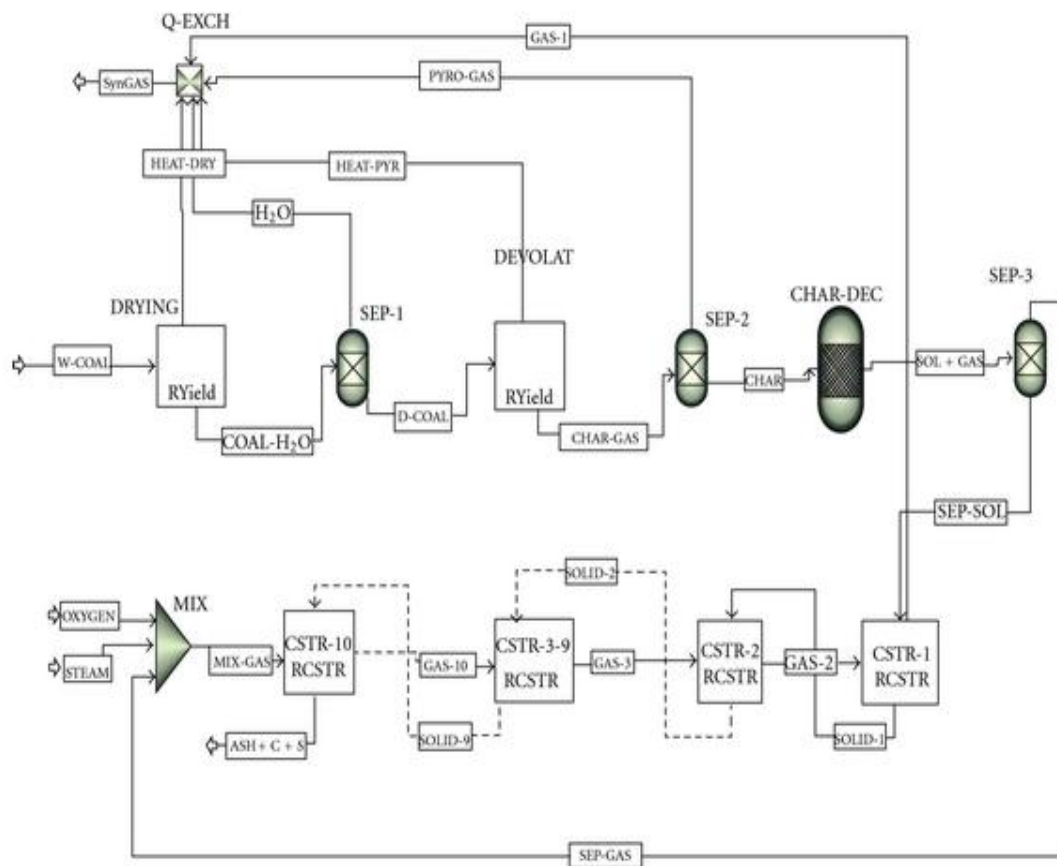 Q-EXCH
GAS-1
SynGAS
PYRO-GAS
HEAT-DRY
HEAT-PYR
H₂O
DEVOLAT
DRYING
SEP-1
SEP-2
CHAR-DEC
SEP-3
W-COAL
RYield
RYield
D-COAL
CHAR
SOL + GAS
COAL-H₂O
CHAR-GAS
SEP-SOL
SOLID-2
OXYGEN
MIX
STEAM
MIX-GAS
CSTR-10
RCSTR
GAS-10
CSTR-3-9
RCSTR
GAS-3
CSTR-2
RCSTR
GAS-2
CSTR-1
RCSTR
ASH + C + S
SOLID-9
SOLID-1
SEP-GAS